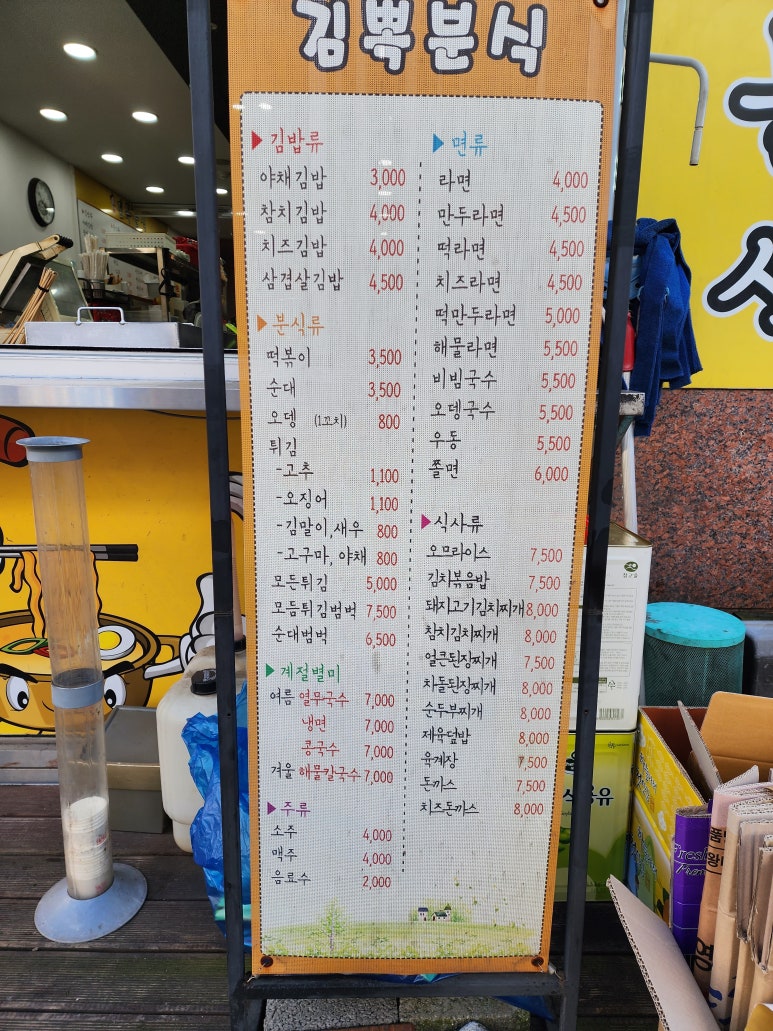 김뽁분식
▶김밥류
야채김밥 3,000
참치김밥 4,000
치즈김밥 4,000
삼겹살김밥 4,500
▶분식류
떡볶이 3,500
순대 3,500
오뎅 (1꼬치) 800
튀김
-고추 1,100
-오징어 1,100
-김말이,새우 800
-고구마, 야채 800
모든튀김 5,000
모듬튀김범벅 7,500
순대범벅 6,500
▶계절별미
여름 열무국수 7,000
냉면 7,000
콩국수 7,000
겨울 해물칼국수 7,000
▶주류
소주 4,000
맥주 4,000
음료수 2,000
▶면류
라면 4,000
만두라면 4,500
떡라면 4,500
치즈라면 4,500
떡만두라면 5,000
해물라면 5,500
비빔국수 5,500
오뎅국수 5,500
우동 5,500
쫄면 6,000
▶식사류
오므라이스 7,500
김치볶음밥 7,500
돼지고기김치찌개 8,000
참치김치찌개 8,000
얼큰된장찌개 7,500
차돌된장찌개 8,000
순두부찌개 8,000
제육덮밥 8,000
육계장 7,500
돈까스 7,500
치즈돈까스 8,000
식용유
Fresh